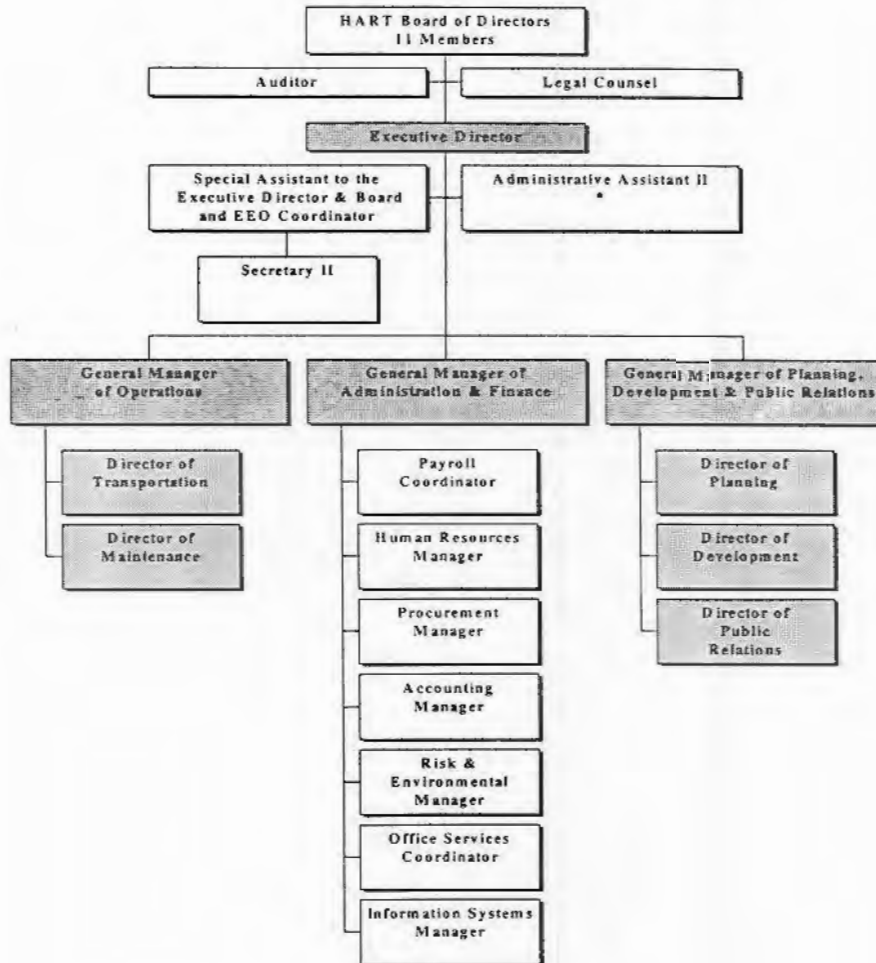 HART Board of Directors
11 Members
Auditor
Legal Counsel
Executive Director
Special Assistant to the
Executive Director & Board
and EEO Coordinator
Administrative Assistant II
*
Secretary II
General Manager
of Operations
General Manager of
Administration & Finance
General Manager of Planning,
Development & Public Relations
Director of
Transportation
Director of
Maintenance
Payroll
Coordinator
Human Resources
Manager
Procurement
Manager
Accounting
Manager
Risk &
Environmental
Manager
Office Services
Coordinator
Information Systems
Manager
Director of
Planning
Director of
Development
Director of
Public
Relations